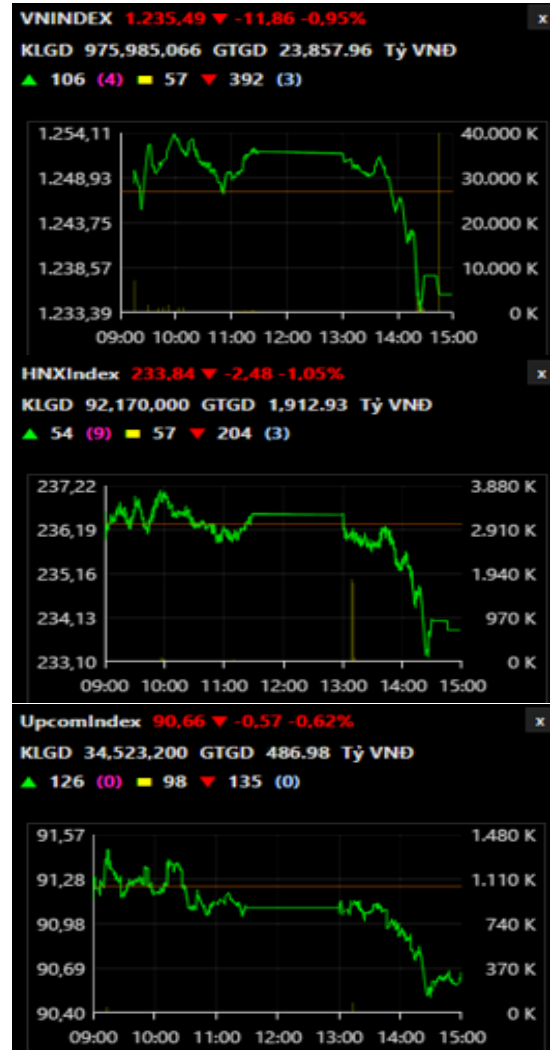 VNINDEX 1.235,49 ▼ -11,86 -0,95% x
KLGD 975,985,066 GTGD 23,857.96 Tỷ VNĐ
▲ 106 (4) ▬ 57 ▼ 392 (3)
1.254,11 40.000 K
1.248,93 30.000 K
1.243,75 20.000 K
1.238,57 10.000 K
1.233,39 0 K
09:00 10:00 11:00 12:00 13:00 14:00 15:00
HNXIndex 233,84 ▼ -2,48 -1,05% x
KLGD 92,170,000 GTGD 1,912.93 Tỷ VNĐ
▲ 54 (9) ▬ 57 ▼ 204 (3)
237,22 3.880 K
236,19 2.910 K
235,16 1.940 K
234,13 970 K
233,10 0 K
09:00 10:00 11:00 12:00 13:00 14:00 15:00
UpcomIndex 90,66 ▼ -0,57 -0,62% x
KLGD 34,523,200 GTGD 486.98 Tỷ VNĐ
▲ 126 (0) ▬ 98 ▼ 135 (0)
91,57 1.480 K
91,28 1.110 K
90,98 740 K
90,69 370 K
90,40 0 K
09:00 10:00 11:00 12:00 13:00 14:00 15:00